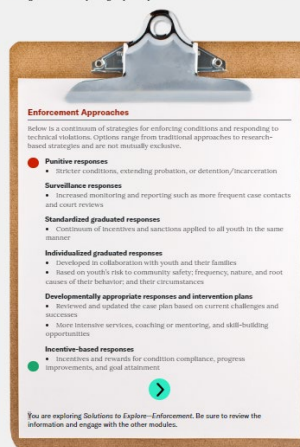 Enforcement Approaches
Below is a continuum of strategies for enforcing conditions and responding to
technical violations. Options range from traditional approaches to research-
based strategies and are not mutually exclusive.
Punitive responses
• Stricter conditions, extending probation, or detention/incarceration
Surveillance responses
• Increased monitoring and reporting such as more frequent case contacts
and court reviews
Standardized graduated responses
• Continuum of incentives and sanctions applied to all youth in the same
manner
Individualized graduated responses
• Developed in collaboration with youth and their families
• Based on youth's risk to community safety; frequency, nature, and root
causes of their behavior; and their circumstances
Developmentally appropriate responses and intervention plans
• Reviewed and updated the case plan based on current challenges and
successes
• More intensive services, coaching or mentoring, and skill-building
opportunities
Incentive-based responses
• Incentives and rewards for condition compliance, progress
improvements, and goal attainment
You are exploring Solutions to Explore—Enforcement. Be sure to review the
information and engage with the other modules.